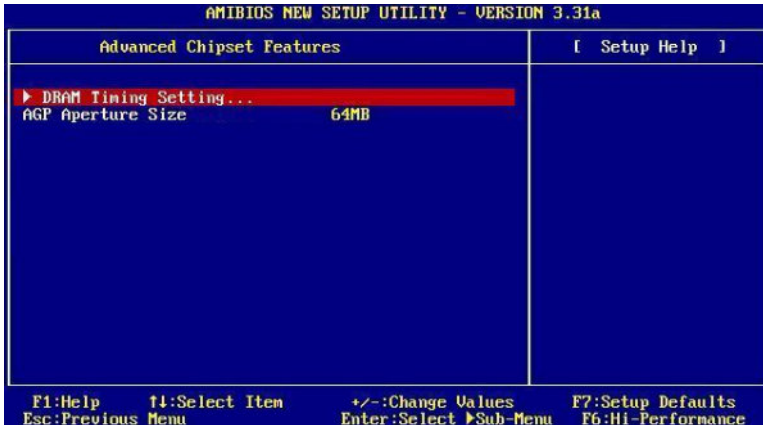 AMIBIOS NEW SETUP UTILITY - VERSION 3.31a
Advanced Chipset Features
[ Setup Help ]
▶ DRAM Timing Setting...
AGP Aperture Size 64MB
F1:Help ↑↓:Select Item +/-:Change Values F7:Setup Defaults
Esc:Previous Menu Enter:Select ▶Sub-Menu F6:Hi-Performance